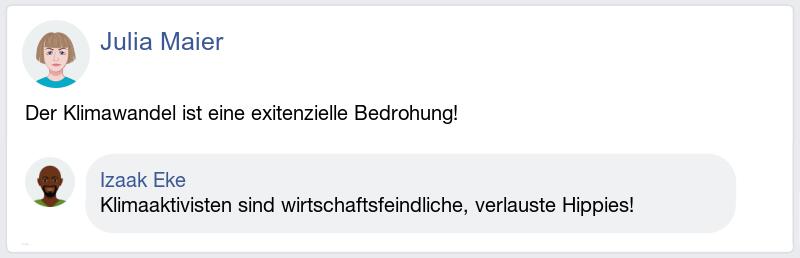 Julia Maier
Der Klimawandel ist eine exitenzielle Bedrohung!
Izaak Eke
Klimaaktivisten sind wirtschaftsfeindliche, verlauste Hippies!